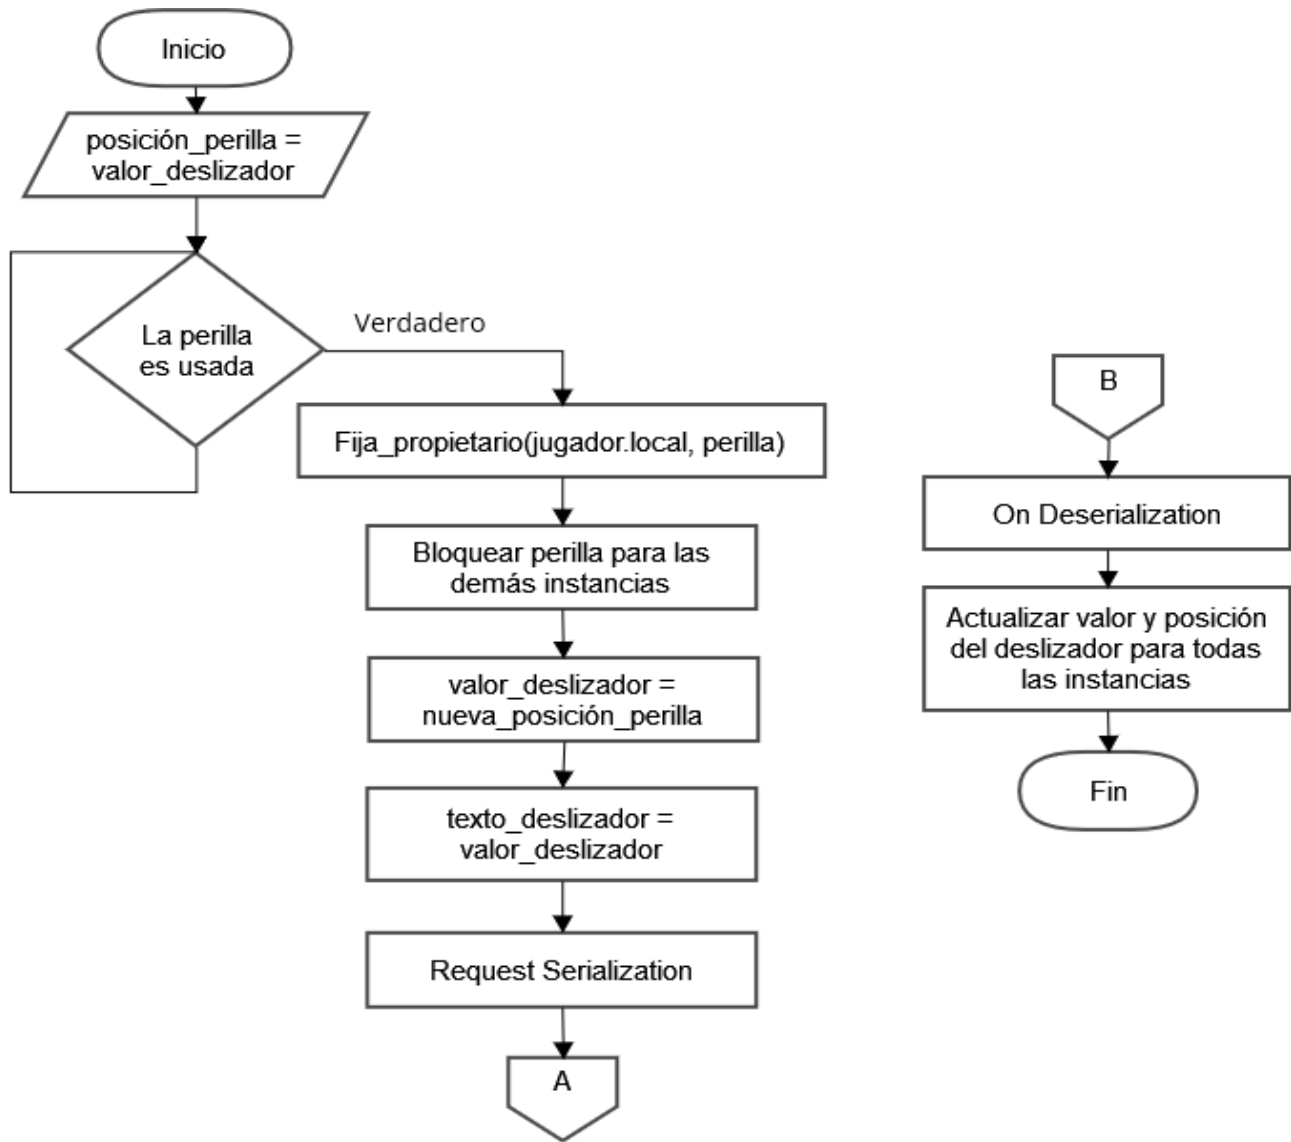 Inicio
posición_perilla =
valor_deslizador
La perilla
es usada
Verdadero
Fija_propietario(jugador.local, perilla)
Bloquear perilla para las
demás instancias
valor_deslizador =
nueva_posición_perilla
texto_deslizador =
valor_deslizador
Request Serialization
A
B
On Deserialization
Actualizar valor y posición
del deslizador para todas
las instancias
Fin